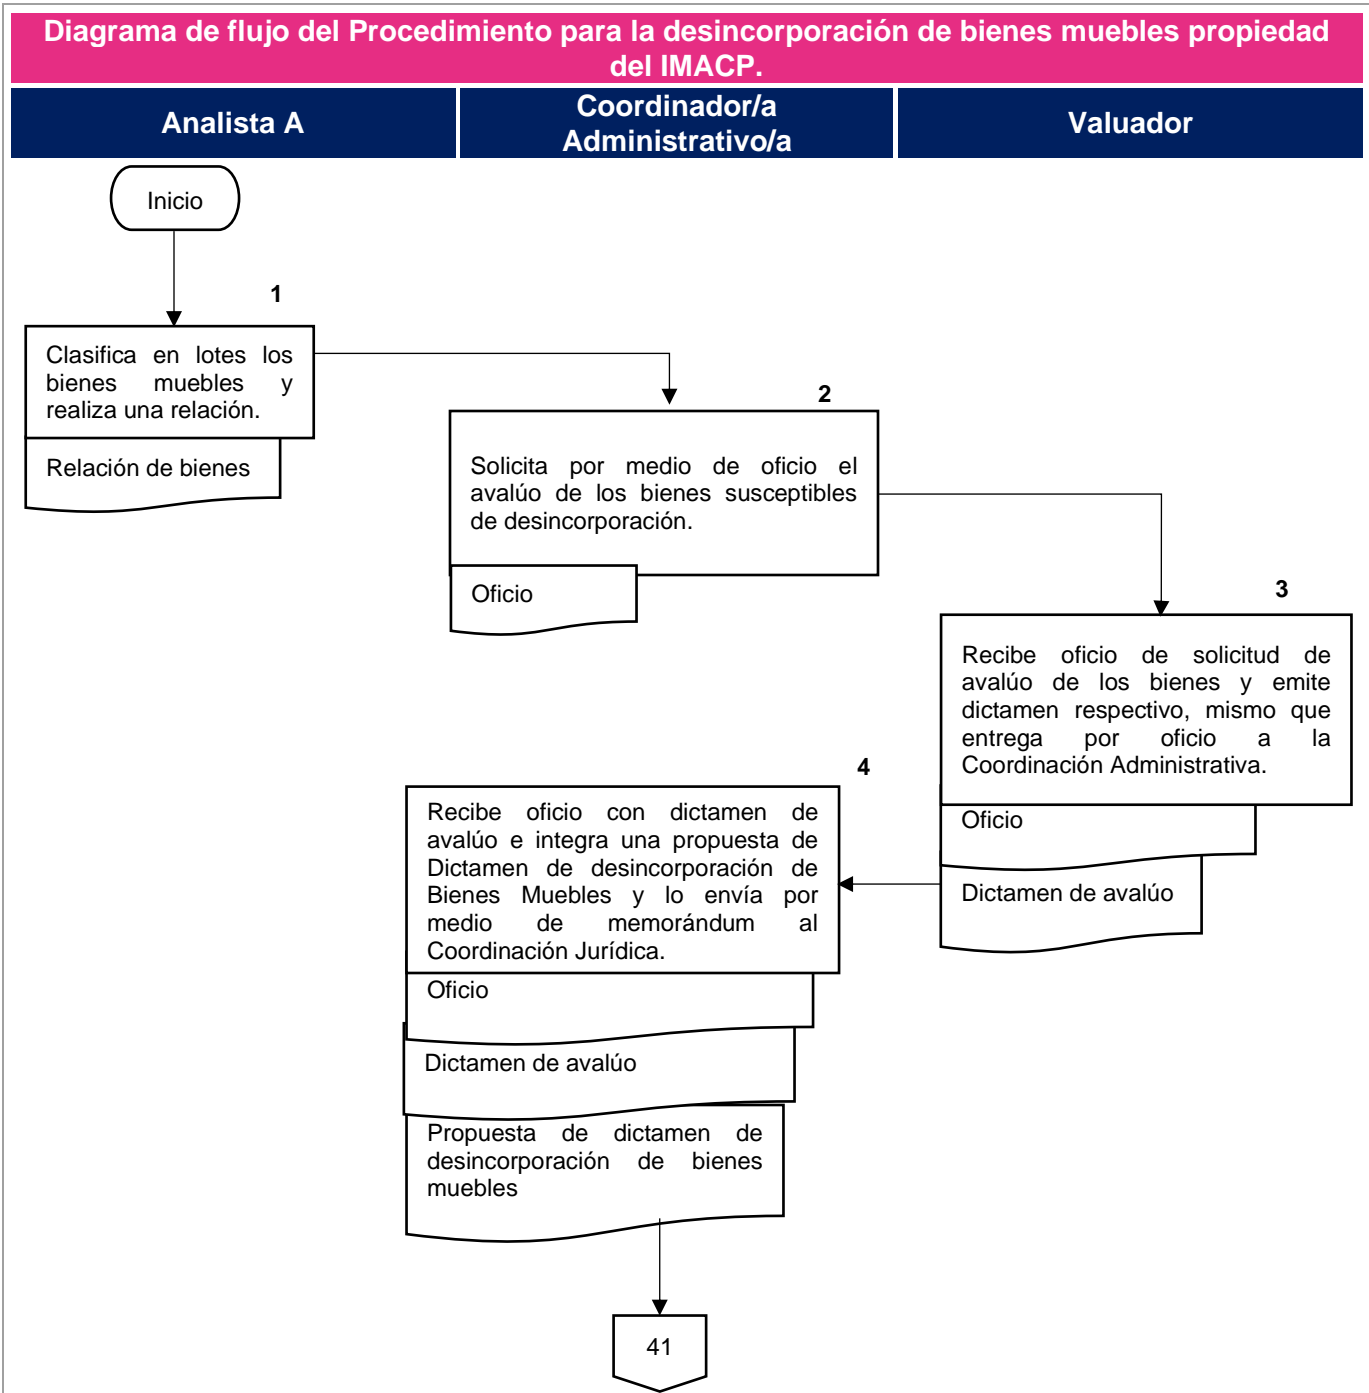 Diagrama de flujo del Procedimiento para la desincorporación de bienes muebles propiedad
del IMACP.
Analista A
Coordinador/a
Administrativo/a
Valuador
Inicio
1
Clasifica en lotes los
bienes muebles y
realiza una relación.
Relación de bienes
2
Solicita por medio de oficio el
avalúo de los bienes susceptibles
de desincorporación.
Oficio
3
Recibe oficio de solicitud de
avalúo de los bienes y emite
dictamen respectivo, mismo que
entrega por oficio a la
Coordinación Administrativa.
Oficio
Dictamen de avalúo
4
Recibe oficio con dictamen de
avalúo e integra una propuesta de
Dictamen de desincorporación de
Bienes Muebles y lo envía por
medio de memorándum al
Coordinación Jurídica.
Oficio
Dictamen de avalúo
Propuesta de dictamen de
desincorporación de bienes
muebles
41